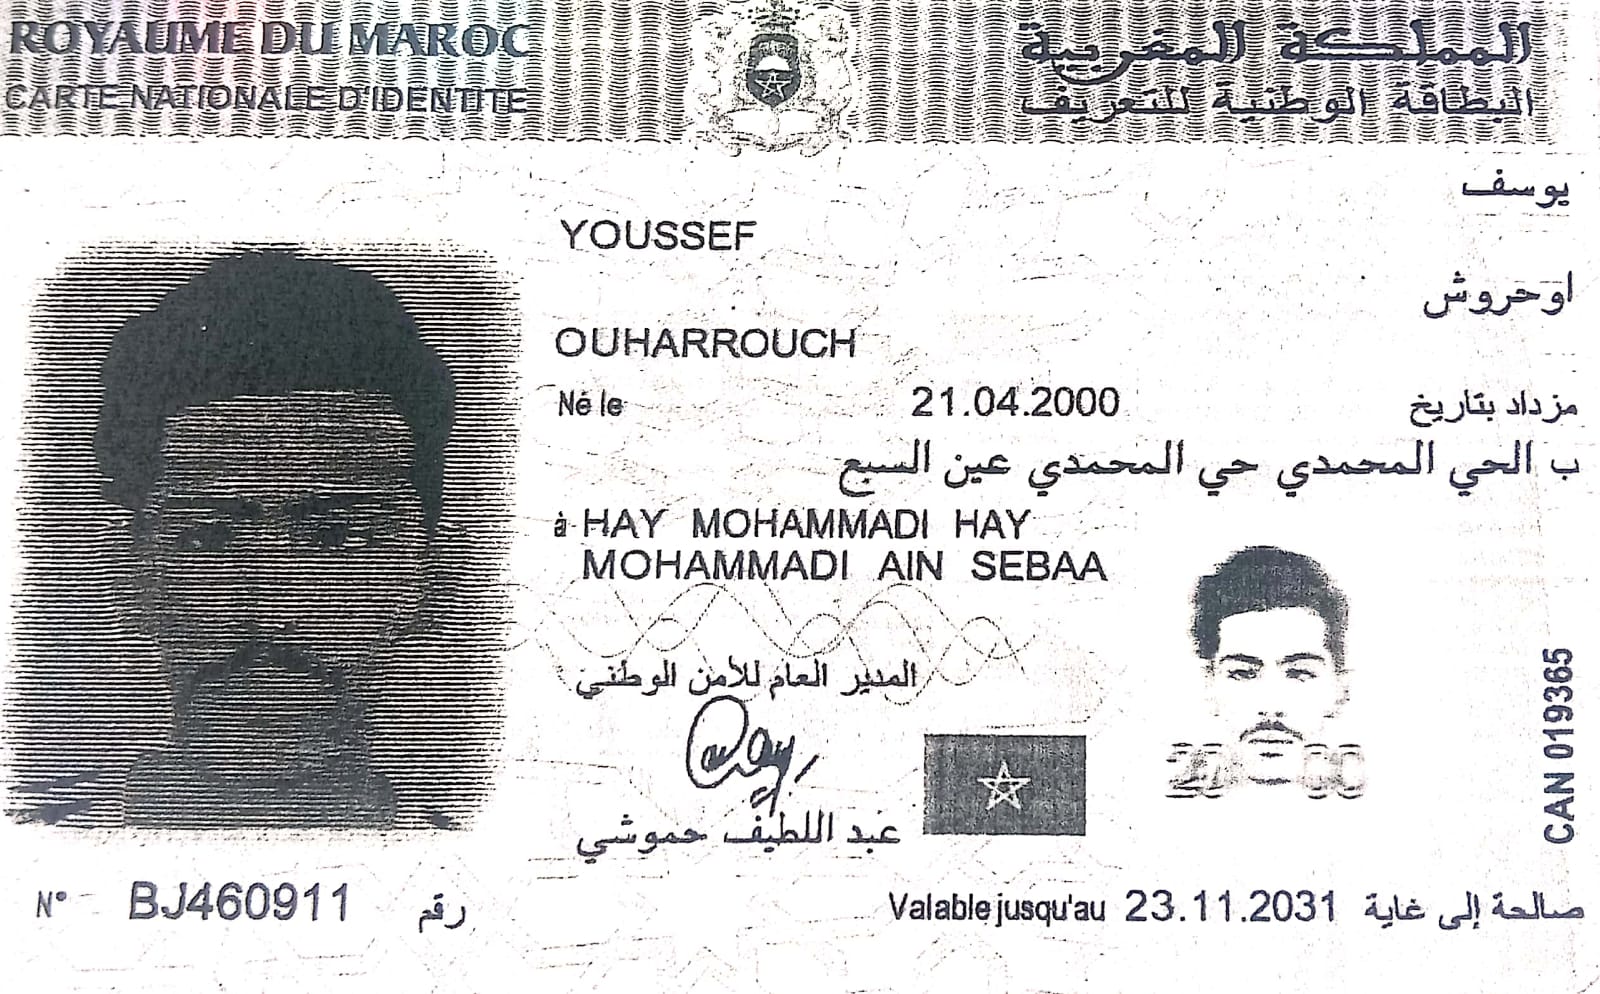 ROYAUME DU MAROC
المملكة المغربية
CARTE NATIONALE D'IDENTITE
البطاقة الوطنية للتعريف
يوسف
YOUSSEF
اوحروش
OUHARROUCH
Né le 21.04.2000 مزداد بتاريخ
ب الحي المحمدي حي المحمدي عين السبع
à HAY MOHAMMADI HAY
MOHAMMADI AIN SEBAA
المدير العام للأمن الوطني
عبد اللطيف حموشي
CAN 019365
N° BJ460911 رقم
Valable jusqu'au 23.11.2031 صالحة إلى غاية